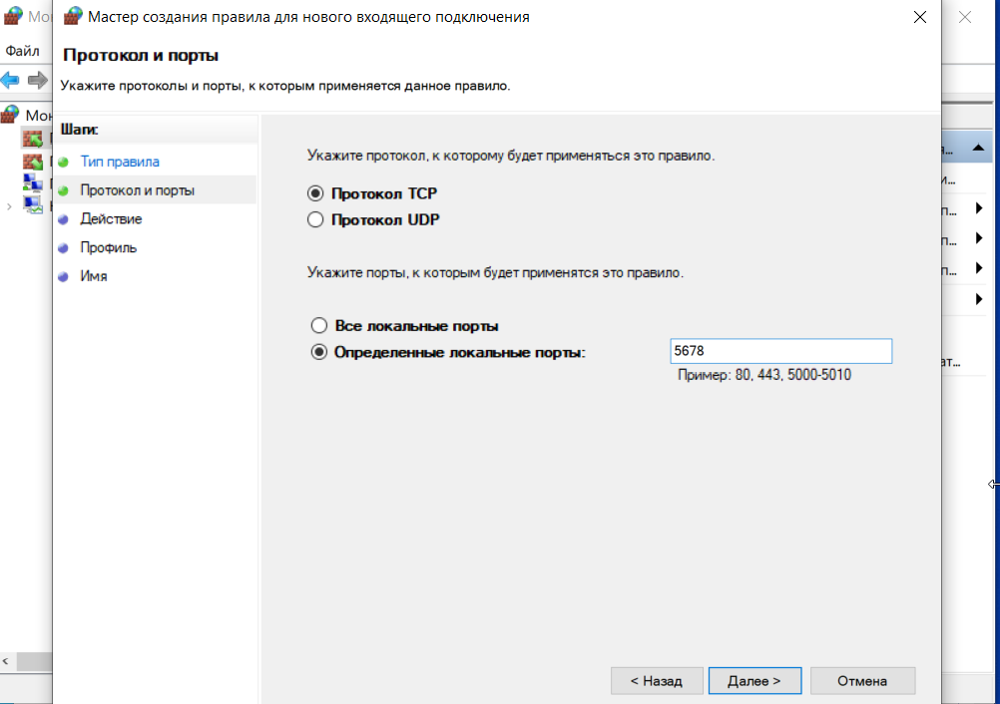 Мастер создания правила для нового входящего подключения
Файл
Протокол и порты
Укажите протоколы и порты, к которым применяется данное правило.
Шаги:
Тип правила
Протокол и порты
Действие
Профиль
Имя
Укажите протокол, к которому будет применяться это правило.
Протокол TCP
Протокол UDP
Укажите порты, к которым будет применятся это правило.
Все локальные порты
Определенные локальные порты:
5678
Пример: 80, 443, 5000-5010
< Назад
Далее >
Отмена